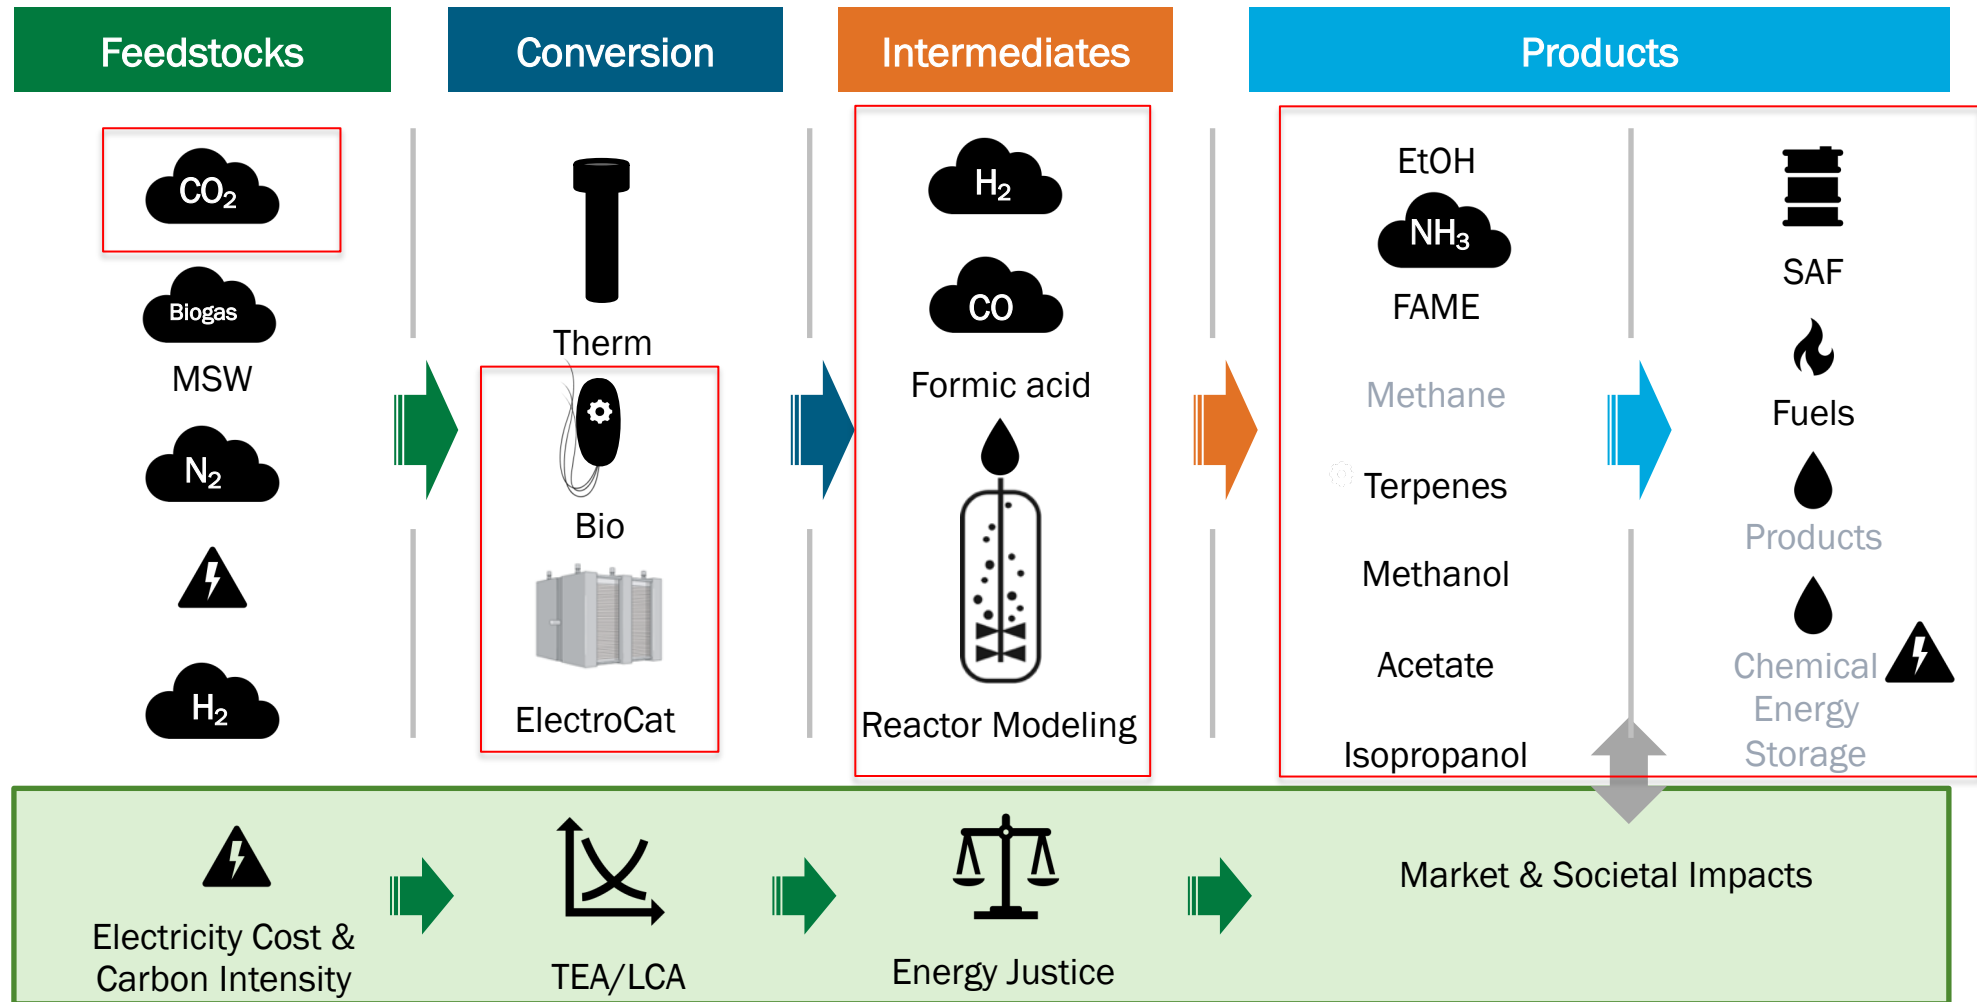 Feedstocks
Conversion
Intermediates
Products
CO₂
Biogas
MSW
N₂
H₂
Therm
Bio
ElectroCat
H₂
CO
Formic acid
Reactor Modeling
EtOH
NH₃
FAME
Methane
Terpenes
Methanol
Acetate
Isopropanol
SAF
Fuels
Products
Chemical
Energy
Storage
Electricity Cost &
Carbon Intensity
TEA/LCA
Energy Justice
Market & Societal Impacts